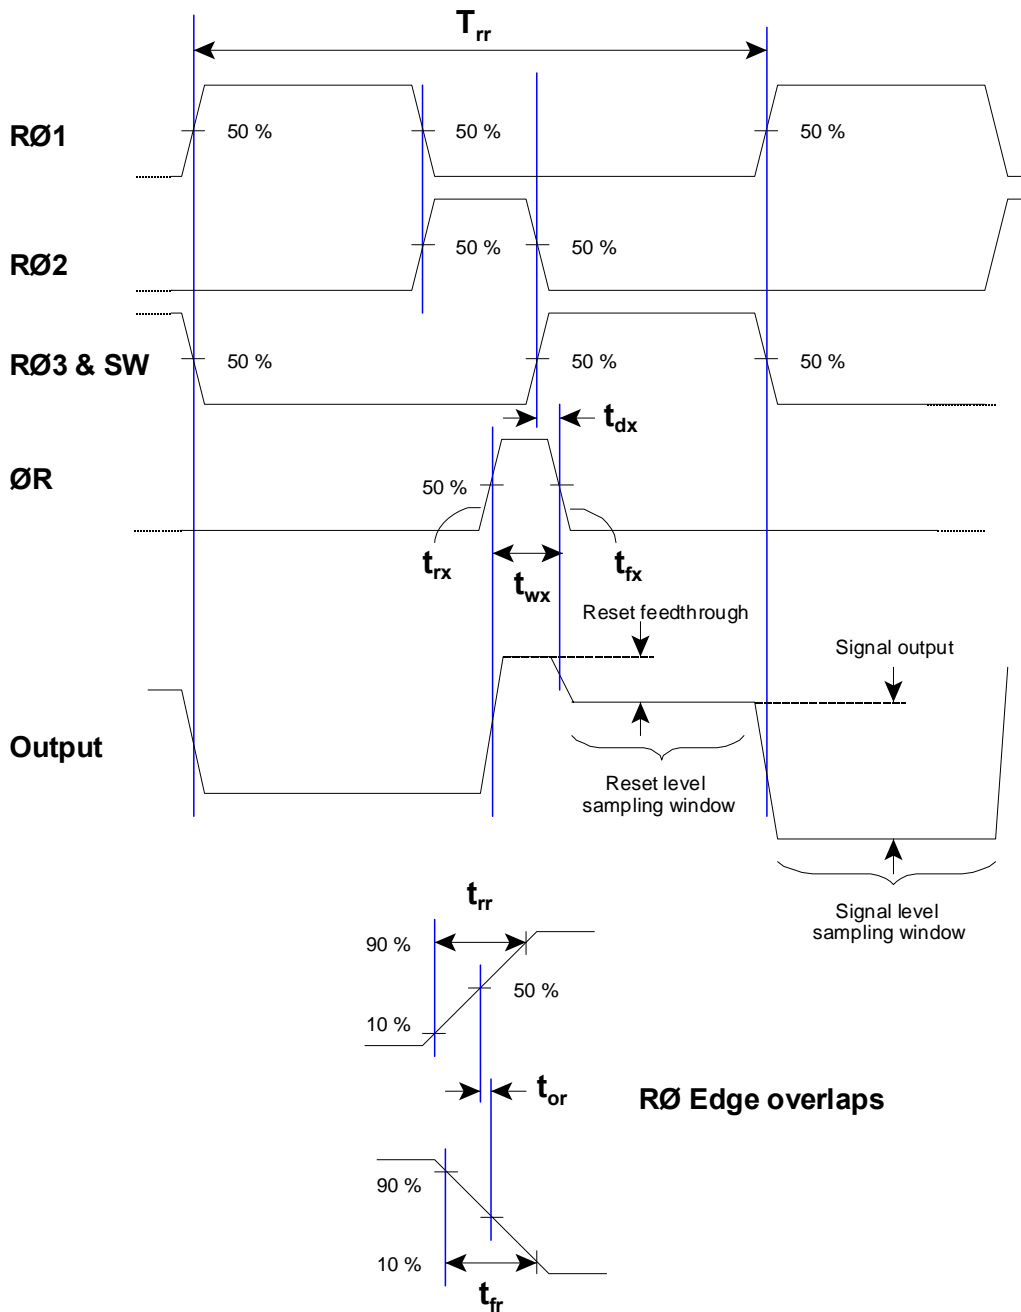 Trr
RØ1
50 %
50 %
50 %
RØ2
50 %
50 %
RØ3 & SW
50 %
50 %
50 %
tdx
ØR
50 %
trx
twx
tfx
Reset feedthrough
Signal output
Output
Reset level
sampling window
Signal level
sampling window
trr
90 %
50 %
10 %
tor
RØ Edge overlaps
90 %
10 %
tfr